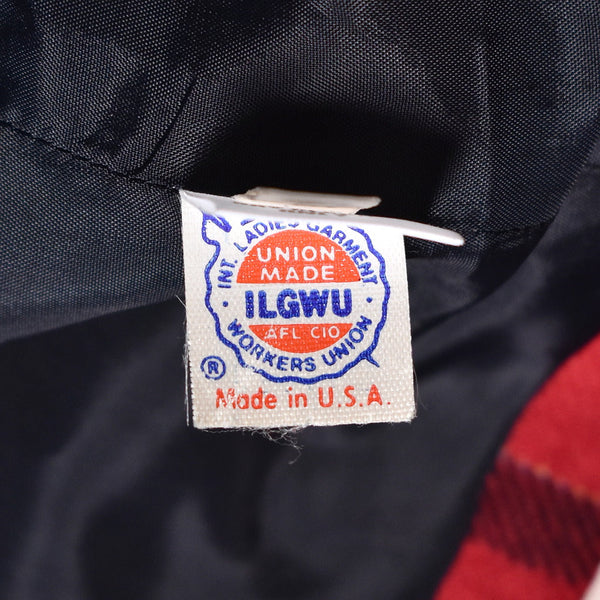 INT. LADIES GARMENT
UNION
MADE
· ILGWU ·
AFL CIO
WORKERS UNION
®
Made in U.S.A.